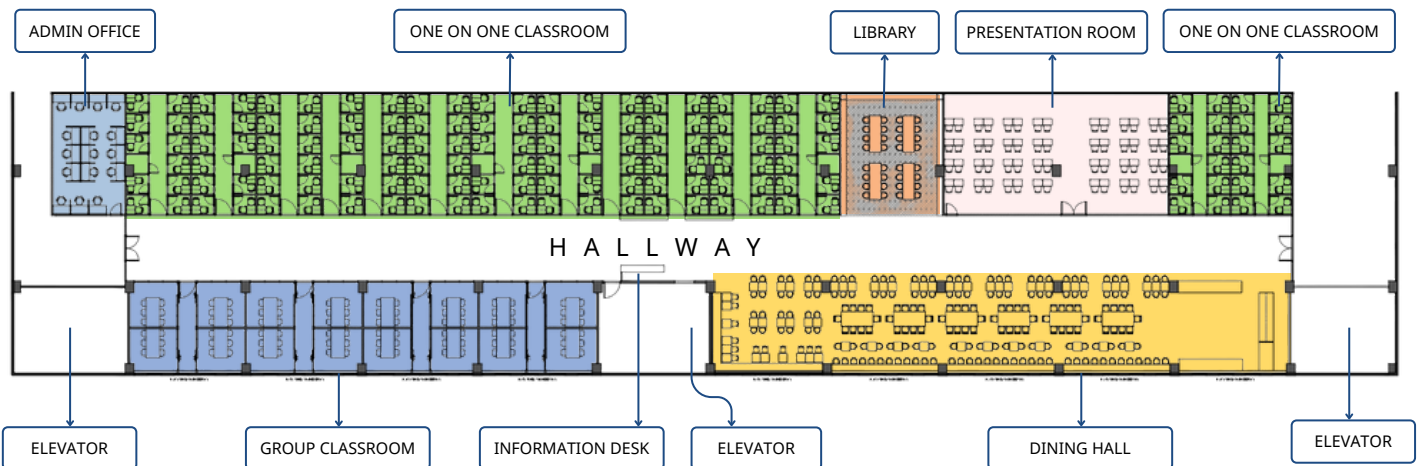 ADMIN OFFICE
ONE ON ONE CLASSROOM
LIBRARY
PRESENTATION ROOM
ONE ON ONE CLASSROOM
HALLWAY
ELEVATOR
GROUP CLASSROOM
INFORMATION DESK
ELEVATOR
DINING HALL
ELEVATOR